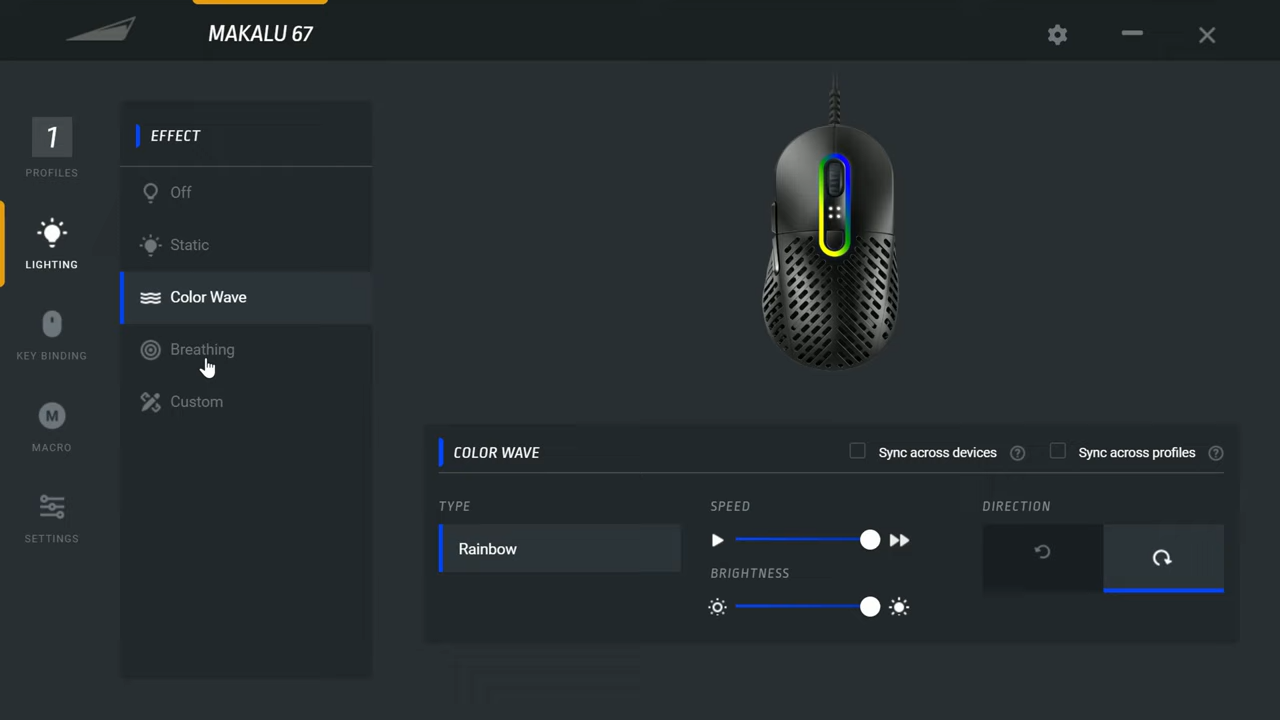 MAKALU 67
1
PROFILES
LIGHTING
KEY BINDING
M
MACRO
SETTINGS
EFFECT
Off
Static
Color Wave
Breathing
Custom
COLOR WAVE
Sync across devices ?
Sync across profiles ?
TYPE
Rainbow
SPEED
BRIGHTNESS
DIRECTION